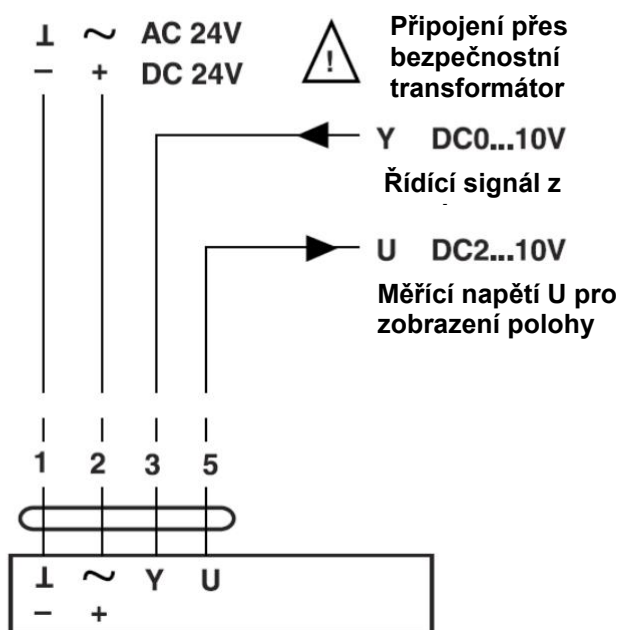 ⊥ ~ AC 24V
– + DC 24V
!
Připojení přes
bezpečnostní
transformátor
Y DC0...10V
Řídící signál z
U DC2...10V
Měřící napětí U pro
zobrazení polohy
1 2 3 5
⊥ ~ Y U
– +